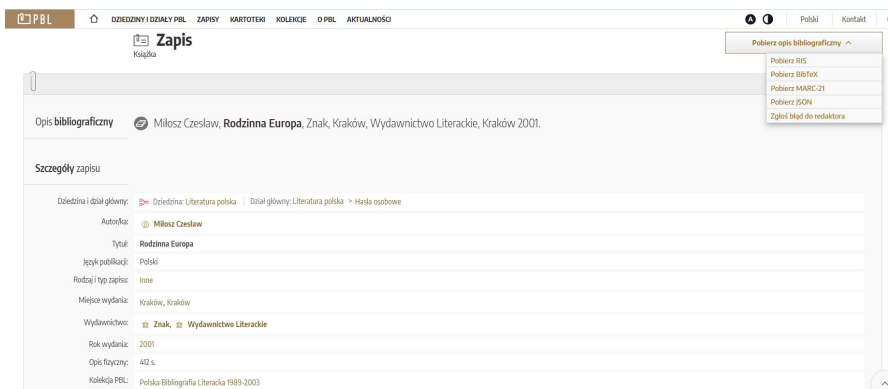 PBL DZIEDZINY I DZIAŁY PBL ZAPISY KARTOTEKI KOLEKCJE O PBL AKTUALNOŚCI A Polski Kontakt
Zapis
Książka
Pobierz opis bibliograficzny
Pobierz RIS
Pobierz BibTeX
Pobierz MARC-21
Pobierz JSON
Zgłoś błąd do redaktora
Opis bibliograficzny Miłosz Czesław, Rodzinna Europa, Znak, Kraków, Wydawnictwo Literackie, Kraków 2001.
Szczegóły zapisu
Dziedzina i dział główny: Dziedzina: Literatura polska Dział główny: Literatura polska > Hasła osobowe
Autor/ka: Miłosz Czesław
Tytuł: Rodzinna Europa
Język publikacji: Polski
Rodzaj i typ zapisu: Inne
Miejsce wydania: Kraków, Kraków
Wydawnictwo: Znak, Wydawnictwo Literackie
Rok wydania: 2001
Opis fizyczny: 412 s.
Kolekcja PBL: Polska Bibliografia Literacka 1989-2003